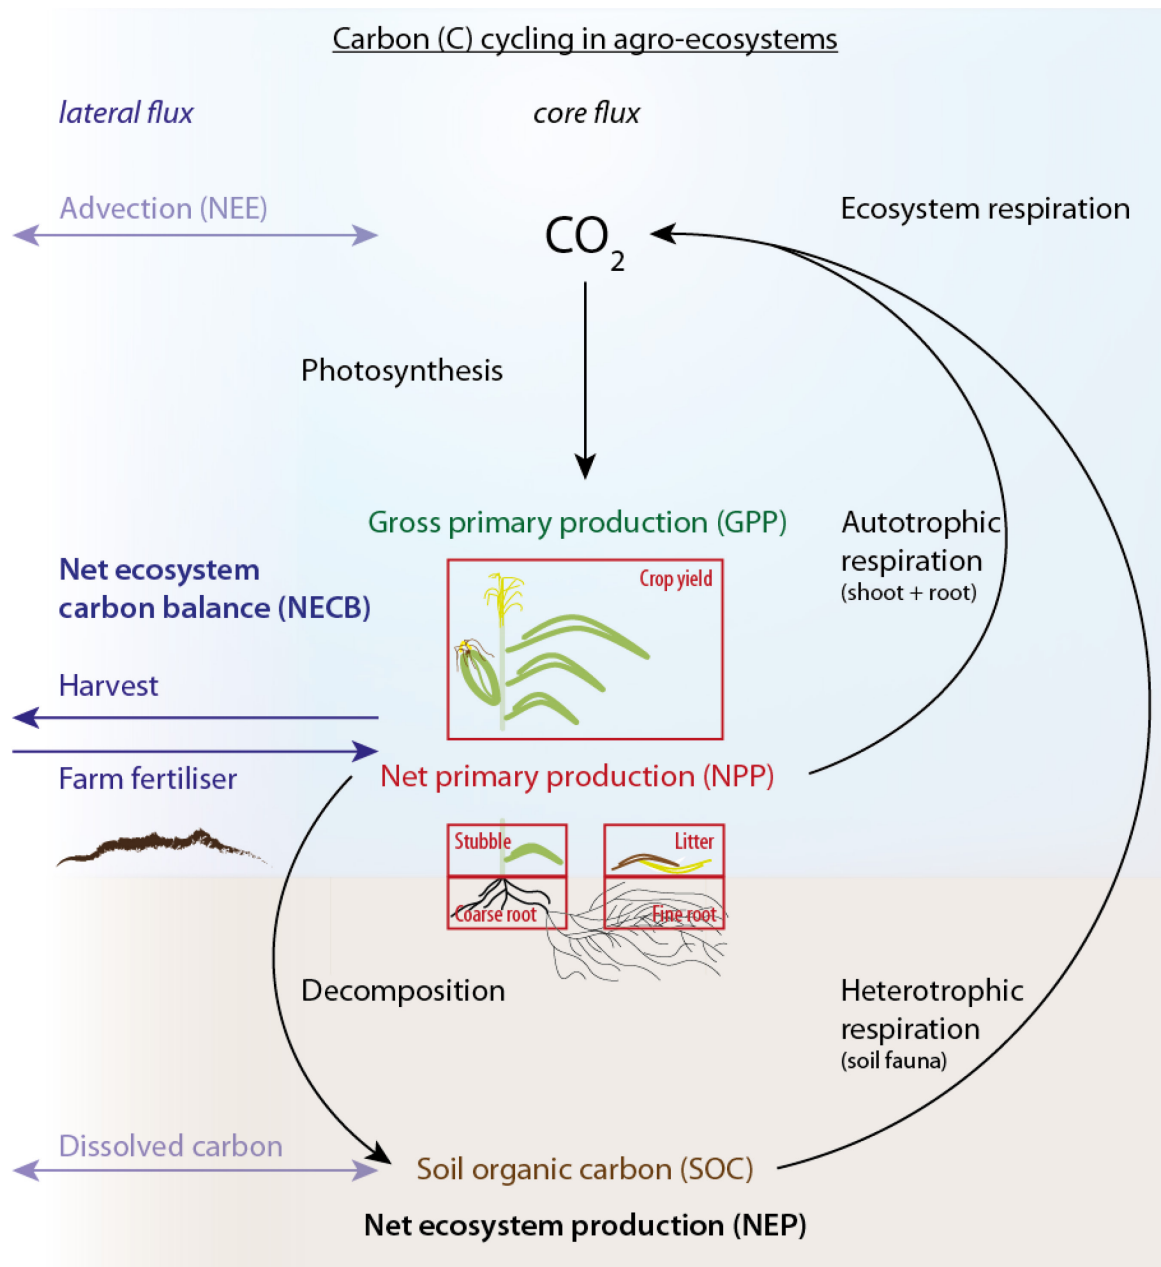 Carbon (C) cycling in agro-ecosystems
lateral flux
core flux
Advection (NEE)
CO₂
Ecosystem respiration
Photosynthesis
Gross primary production (GPP)
Autotrophic
respiration
(shoot + root)
Crop yield
Net ecosystem
carbon balance (NECB)
Harvest
Farm fertiliser
Net primary production (NPP)
Stubble
Litter
Coarse root
Fine root
Decomposition
Heterotrophic
respiration
(soil fauna)
Dissolved carbon
Soil organic carbon (SOC)
Net ecosystem production (NEP)